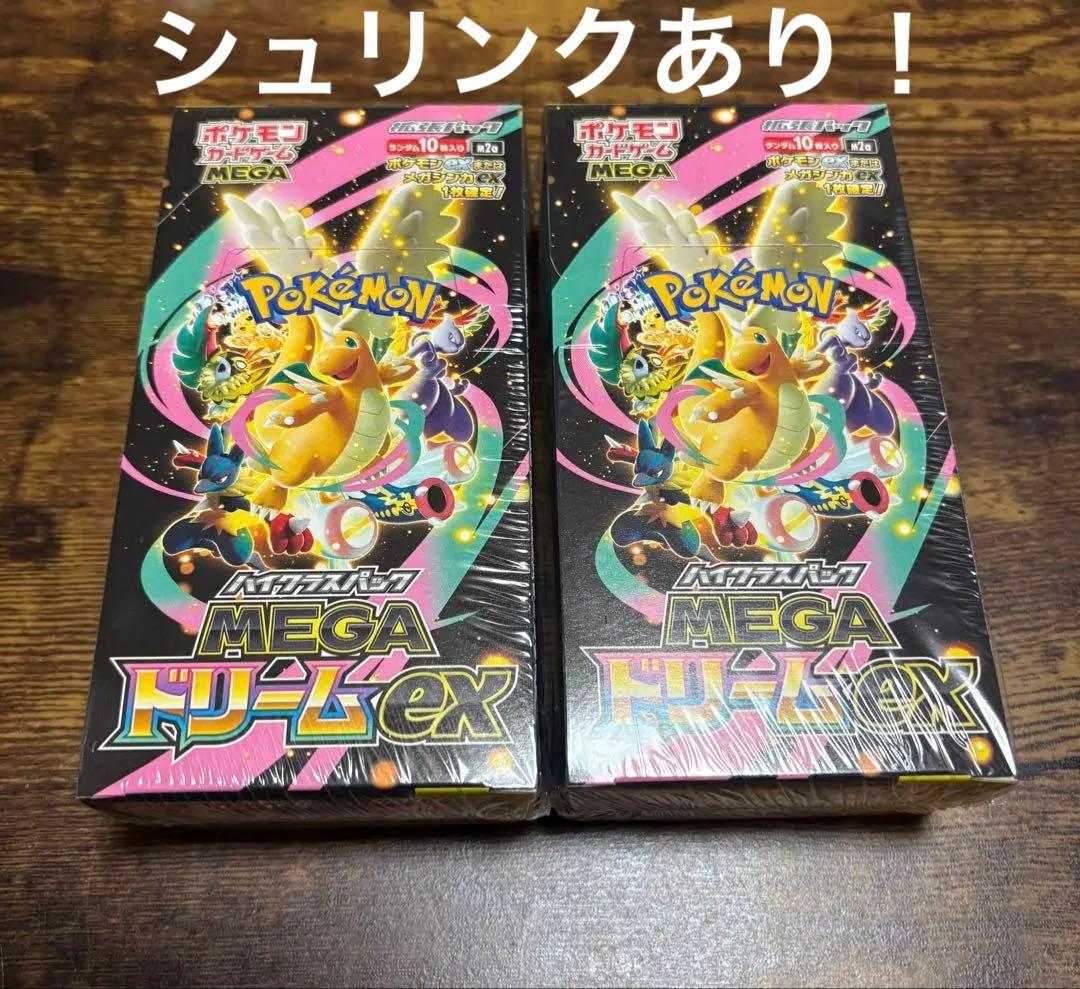 シュリンクあり！
ポケモン
カードゲーム
MEGA
拡張パック
ランダム10枚入り
M2a
ポケモンexまたは
メガシンカex
1枚確定!
POKéMON
ハイクラスパック
MEGA
ドリームex
ポケモン
カードゲーム
MEGA
拡張パック
ランダム10枚入り
M2a
ポケモンexまたは
メガシンカex
1枚確定!
POKéMON
ハイクラスパック
MEGA
ドリームex